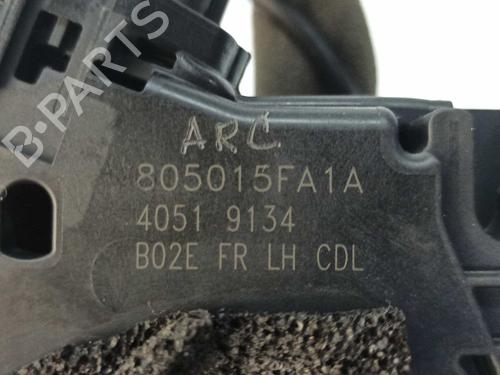 B-PARTS
ARC
805015FA1A
4051 9134
B02E FR LH CDL